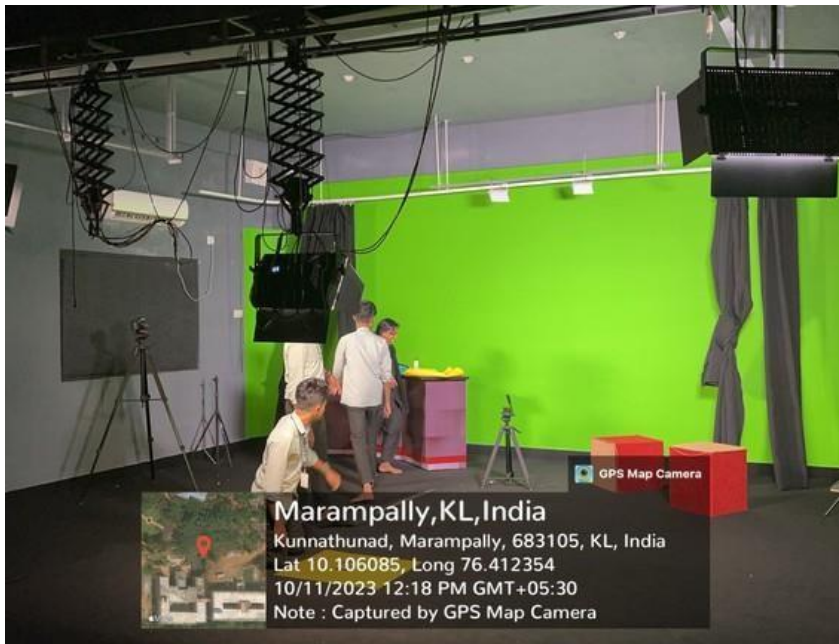 GPS Map Camera
Marampally,KL,India
Kunnathunad, Marampally, 683105, KL, India
Lat 10.106085, Long 76.412354
10/11/2023 12:18 PM GMT+05:30
Note : Captured by GPS Map Camera